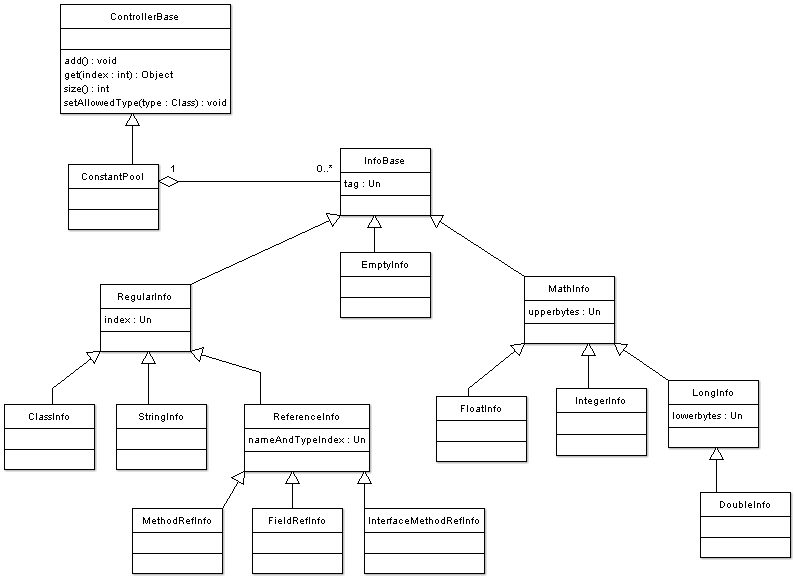 ControllerBase
add() : void
get(index : int) : Object
size() : int
setAllowedType(type : Class) : void
ConstantPool
1
0..*
InfoBase
tag : Un
EmptyInfo
RegularInfo
index : Un
MathInfo
upperbytes : Un
ClassInfo
StringInfo
ReferenceInfo
nameAndTypeIndex : Un
FloatInfo
IntegerInfo
LongInfo
lowerbytes : Un
MethodRefInfo
FieldRefInfo
InterfaceMethodRefInfo
DoubleInfo